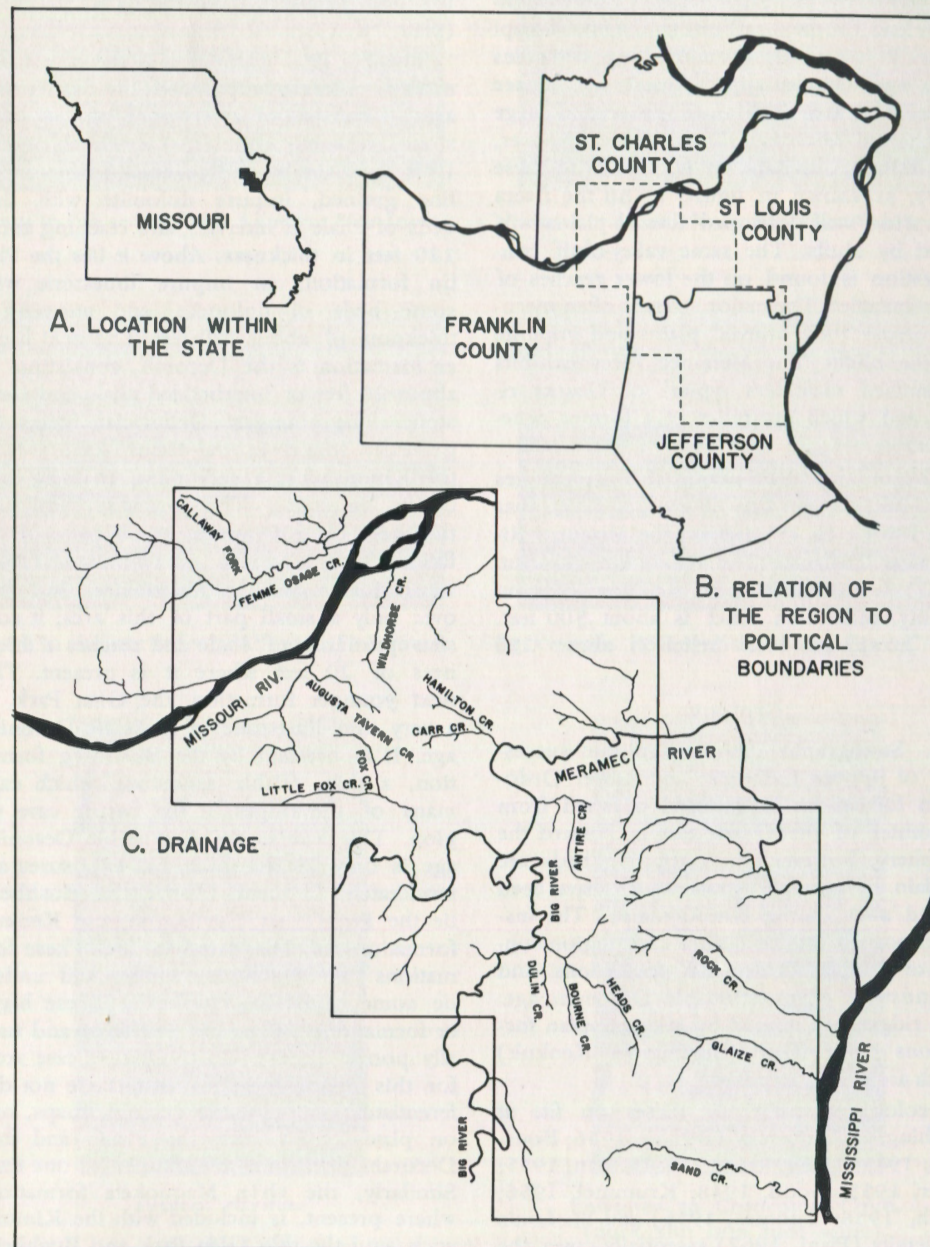 MISSOURI
A. LOCATION WITHIN
THE STATE
ST. CHARLES
COUNTY
ST. LOUIS
COUNTY
FRANKLIN
COUNTY
JEFFERSON
COUNTY
B. RELATION OF
THE REGION TO
POLITICAL
BOUNDARIES
CALLAWAY FORK
FEMME OSAGE CR.
WILDHORSE CR.
MISSOURI RIV.
AUGUSTA TAVERN CR.
HAMILTON CR.
CARR CR.
FOX CR.
LITTLE FOX CR.
MERAMEC RIVER
C. DRAINAGE
ANTIRE CR.
BIG RIVER
DULIN CR.
BOURNE CR.
HEADS CR.
ROCK CR.
GLAIZE CR.
MISSISSIPPI RIVER
BIG RIVER
SAND CR.